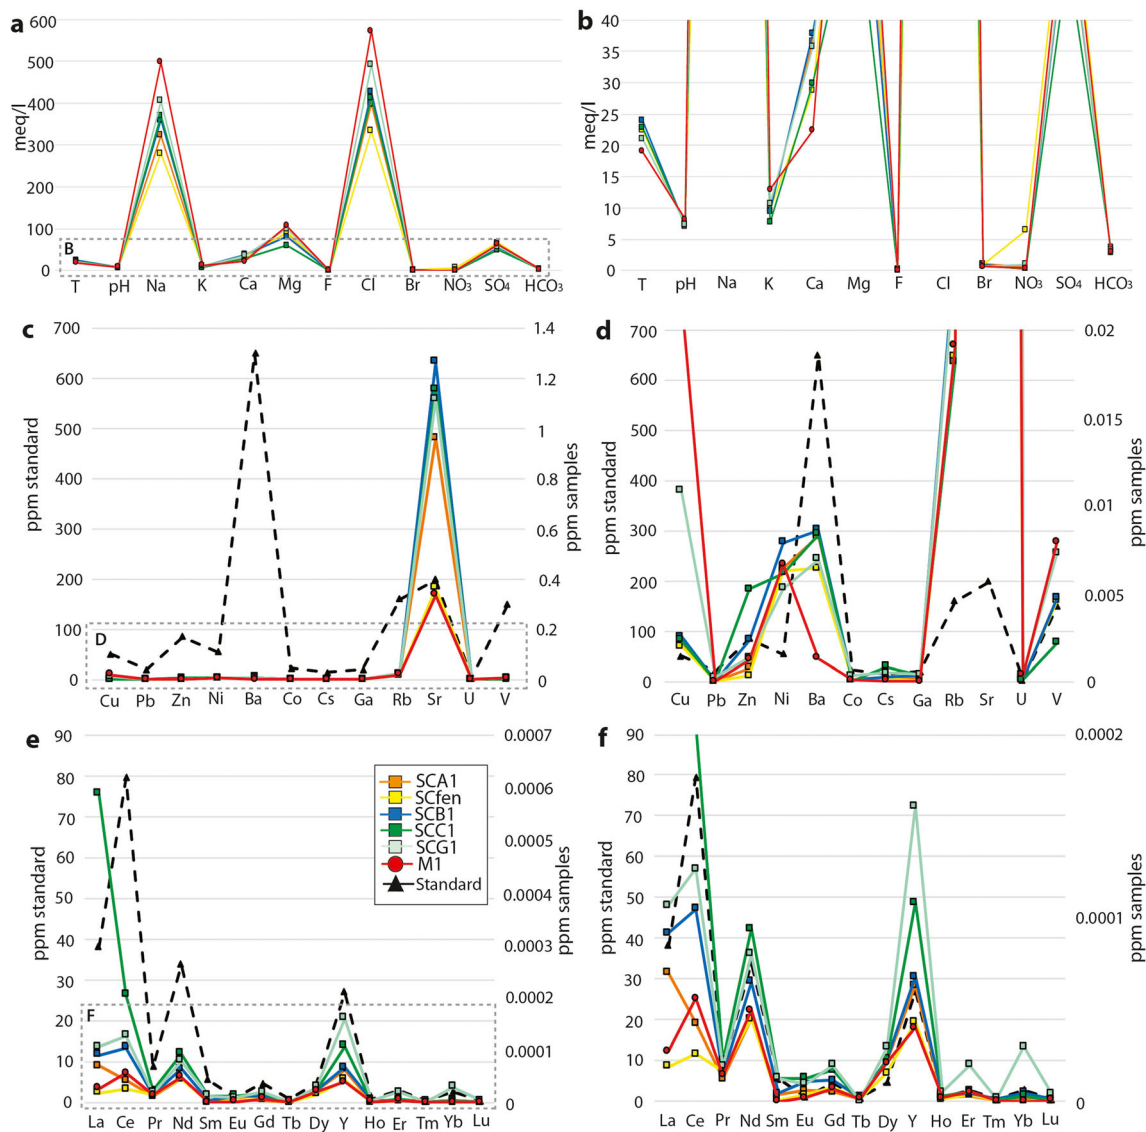 a
600
500
400
300
200
100
0
meq/l
B
T pH Na K Ca Mg F Cl Br NO3 SO4 HCO3
b
40
35
30
25
20
15
10
5
0
meq/l
T pH Na K Ca Mg F Cl Br NO3 SO4 HCO3
c
700
600
500
400
300
200
100
0
ppm standard
1.4
1.2
1
0.8
0.6
0.4
0.2
0
ppm samples
D
Cu Pb Zn Ni Ba Co Cs Ga Rb Sr U V
d
700
600
500
400
300
200
100
0
ppm standard
0.02
0.015
0.01
0.005
0
ppm samples
Cu Pb Zn Ni Ba Co Cs Ga Rb Sr U V
e
90
80
70
60
50
40
30
20
10
0
ppm standard
0.0007
0.0006
0.0005
0.0004
0.0003
0.0002
0.0001
0
ppm samples
SCA1
SCfen
SCB1
SCC1
SCG1
M1
Standard
F
La Ce Pr Nd Sm Eu Gd Tb Dy Y Ho Er Tm Yb Lu
f
90
80
70
60
50
40
30
20
10
0
ppm standard
0.0002
0.0001
0
ppm samples
La Ce Pr Nd Sm Eu Gd Tb Dy Y Ho Er Tm Yb Lu